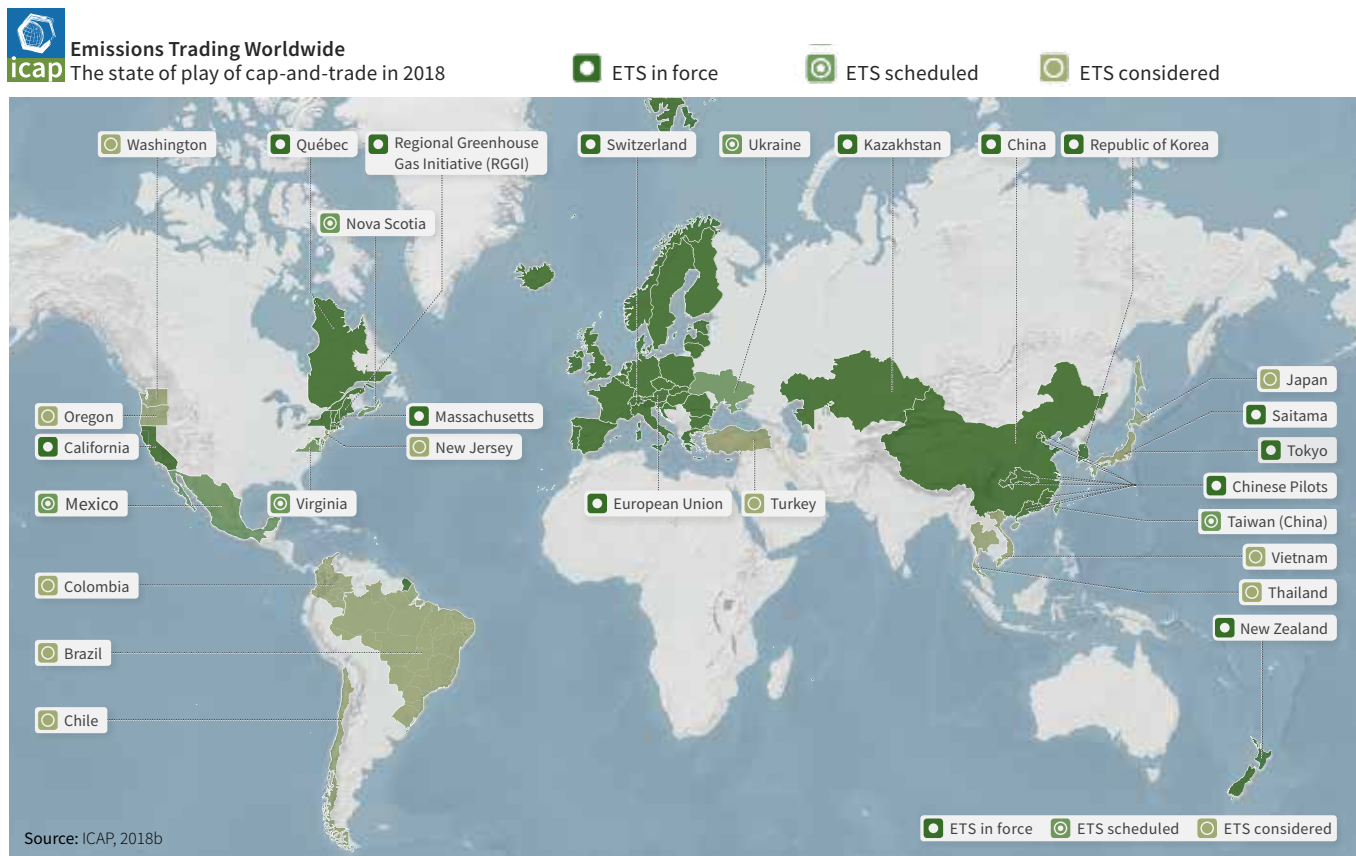 icap
Emissions Trading Worldwide
The state of play of cap-and-trade in 2018
ETS in force
ETS scheduled
ETS considered
Washington
Québec
Regional Greenhouse
Gas Initiative (RGGI)
Switzerland
Ukraine
Kazakhstan
China
Republic of Korea
Nova Scotia
Japan
Oregon
Massachusetts
Saitama
California
New Jersey
Tokyo
Chinese Pilots
Mexico
Virginia
European Union
Turkey
Taiwan (China)
Vietnam
Colombia
Thailand
New Zealand
Brazil
Chile
Source: ICAP, 2018b
ETS in force
ETS scheduled
ETS considered